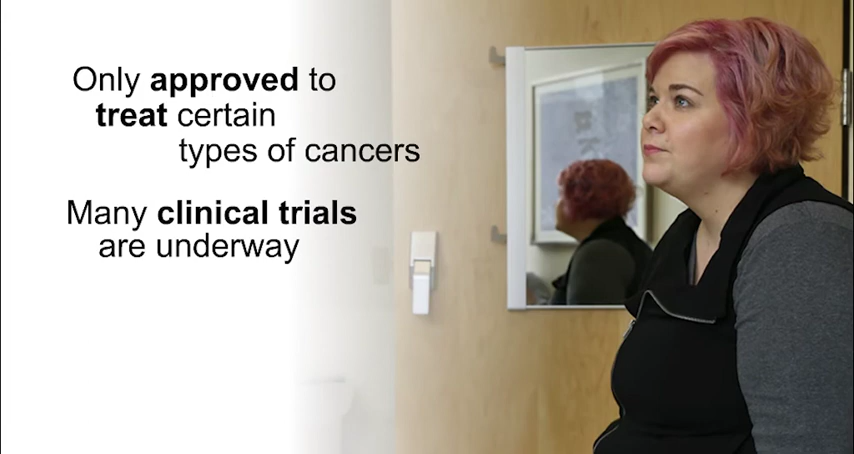 Only approved to
treat certain
types of cancers
Many clinical trials
are underway